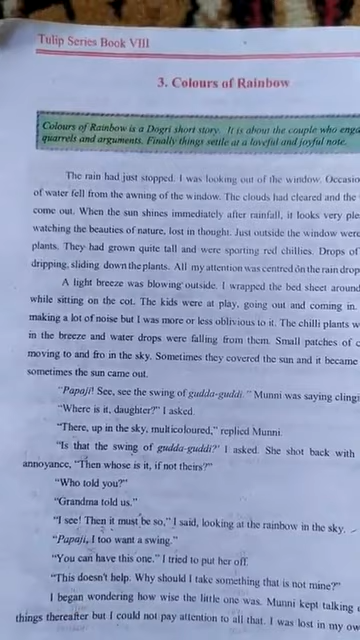 Tulip Series Book VIII
3. Colours of Rainbow
Colours of Rainbow is a Dogri short story. It is about the couple who
quarrels and arguments. Finally things settle at a loveful and joyful note.
The rain had just stopped. I was looking out of the window.
of water fell from the awning of the window. The clouds had cleared and the
come out. When the sun shines immediately after rainfall, it looks very
watching the beauties of nature, lost in thought. Just outside the window were
plants. They had grown quite tall and were sporting red chillies. Drops of
dripping, sliding down the plants. All my attention was centred on the rain
A light breeze was blowing outside. I wrapped the bed sheet around
while sitting on the cot. The kids were at play, going out and coming in.
making a lot of noise but I was more or less oblivious to it. The chilli plants
in the breeze and water drops were falling from them. Small patches of
moving to and fro in the sky. Sometimes they covered the sun and it became
sometimes the sun came out.
"Papaji! See, see the swing of gudda-guddi." Munni was saying
"Where is it, daughter?" I asked.
"There, up in the sky, multicoloured," replied Munni.
"Is that the swing of gudda-guddi?" I asked. She shot back with
annoyance, "Then whose is it, if not theirs?"
"Who told you?"
"Grandma told us."
"I see! Then it must be so," I said, looking at the rainbow in the sky.
"Papaji, I too want a swing."
"You can have this one." I tried to put her off.
"This doesn't help. Why should I take something that is not mine?"
I began wondering how wise the little one was. Munni kept talking
things thereafter but I could not pay attention to all that. I was lost in my